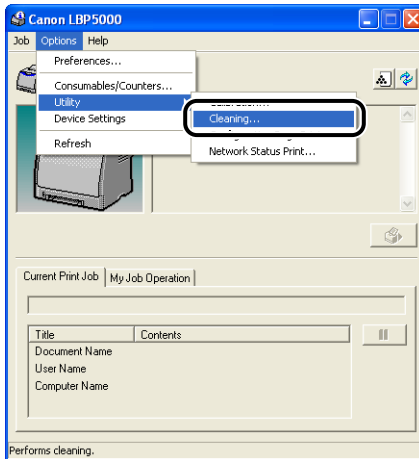 Canon LBP5000
Job Options Help
Preferences...
Consumables/Counters...
Utility
Device Settings
Refresh
Cleaning...
Network Status Print...
Current Print Job My Job Operation
Title Contents
Document Name
User Name
Computer Name
Performs cleaning.